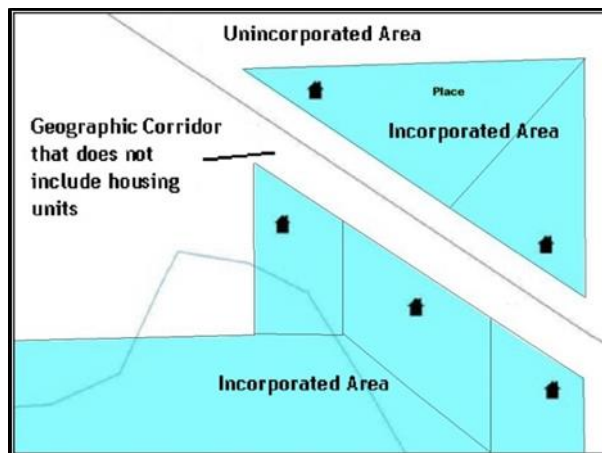 Unincorporated Area
Place
Incorporated Area
Geographic Corridor
that does not
include housing
units
Incorporated Area